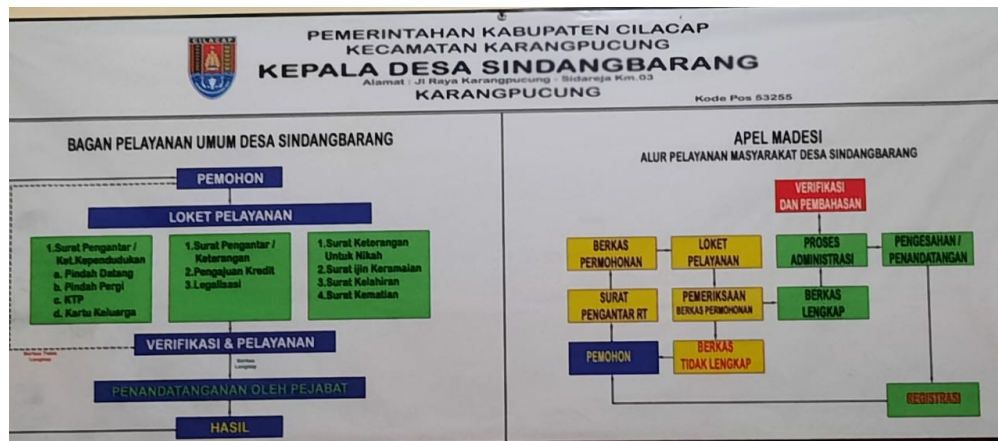 CILACAP
PEMERINTAHAN KABUPATEN CILACAP
KECAMATAN KARANGPUCUNG
KEPALA DESA SINDANGBARANG
Alamat : Jl Raya Karangpucung - Sidareja Km.03
KARANGPUCUNG
Kode Pos 53255
BAGAN PELAYANAN UMUM DESA SINDANGBARANG
PEMOHON
LOKET PELAYANAN
1.Surat Pengantar /
Ket.Kependudukan
a. Pindah Datang
b. Pindah Pergi
c. KTP
d. Kartu Keluarga
1.Surat Pengantar /
Keterangan
2.Pengajuan Kredit
3.Legalisasi
1.Surat Keterangan
Untuk Nikah
2.Surat ijin Keramaian
3.Surat Kelahiran
4.Surat Kematian
VERIFIKASI & PELAYANAN
Berkas Tidak
Lengkap
Berkas
Lengkap
PENANDATANGANAN OLEH PEJABAT
HASIL
APEL MADESI
ALUR PELAYANAN MASYARAKAT DESA SINDANGBARANG
VERIFIKASI
DAN PEMBAHASAN
BERKAS
PERMOHONAN
LOKET
PELAYANAN
PROSES
ADMINISTRASI
PENGESAHAN /
PENANDATANGAN
SURAT
PENGANTAR RT
PEMERIKSAAN
BERKAS PERMOHONAN
BERKAS
LENGKAP
PEMOHON
BERKAS
TIDAK LENGKAP
REGISTRASI